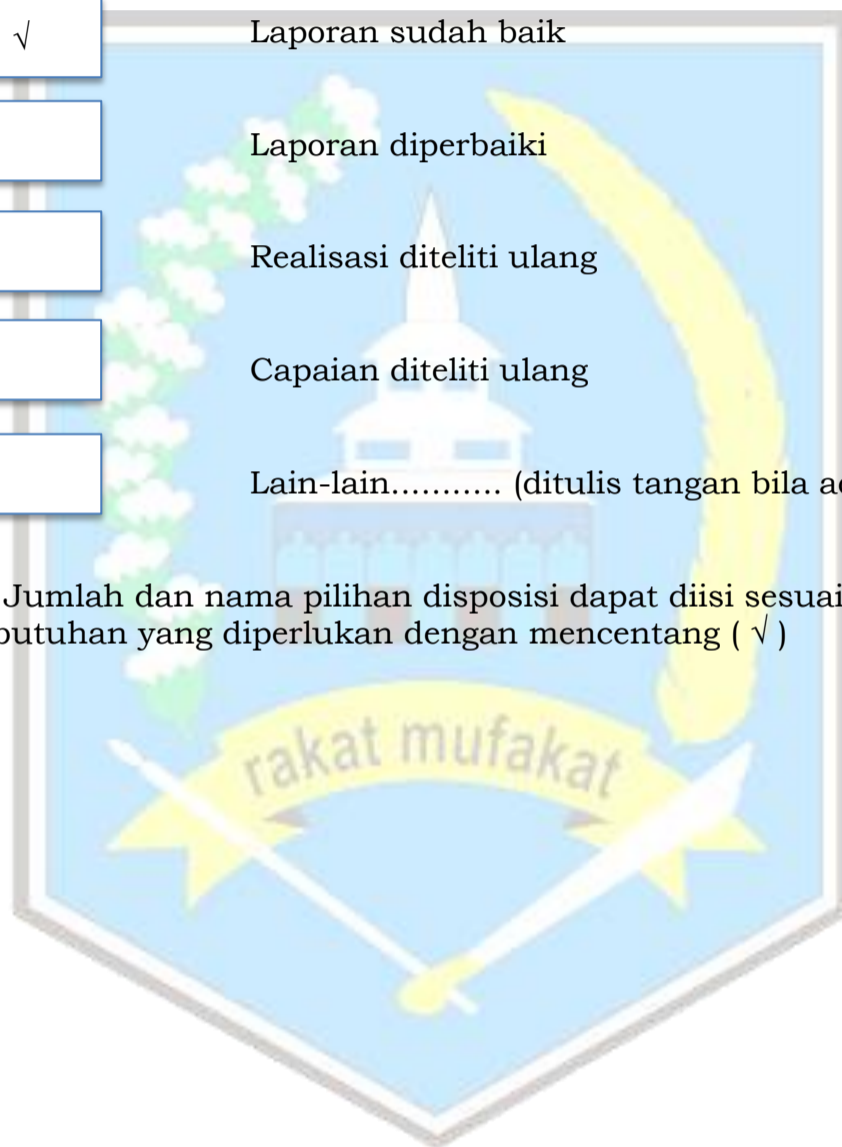 √ Laporan sudah baik
Laporan diperbaiki
Realisasi diteliti ulang
Capaian diteliti ulang
Lain-lain……….. (ditulis tangan bila
Jumlah dan nama pilihan disposisi dapat diisi sesuai
yang diperlukan dengan mencentang ( √ )
rakat mufakat